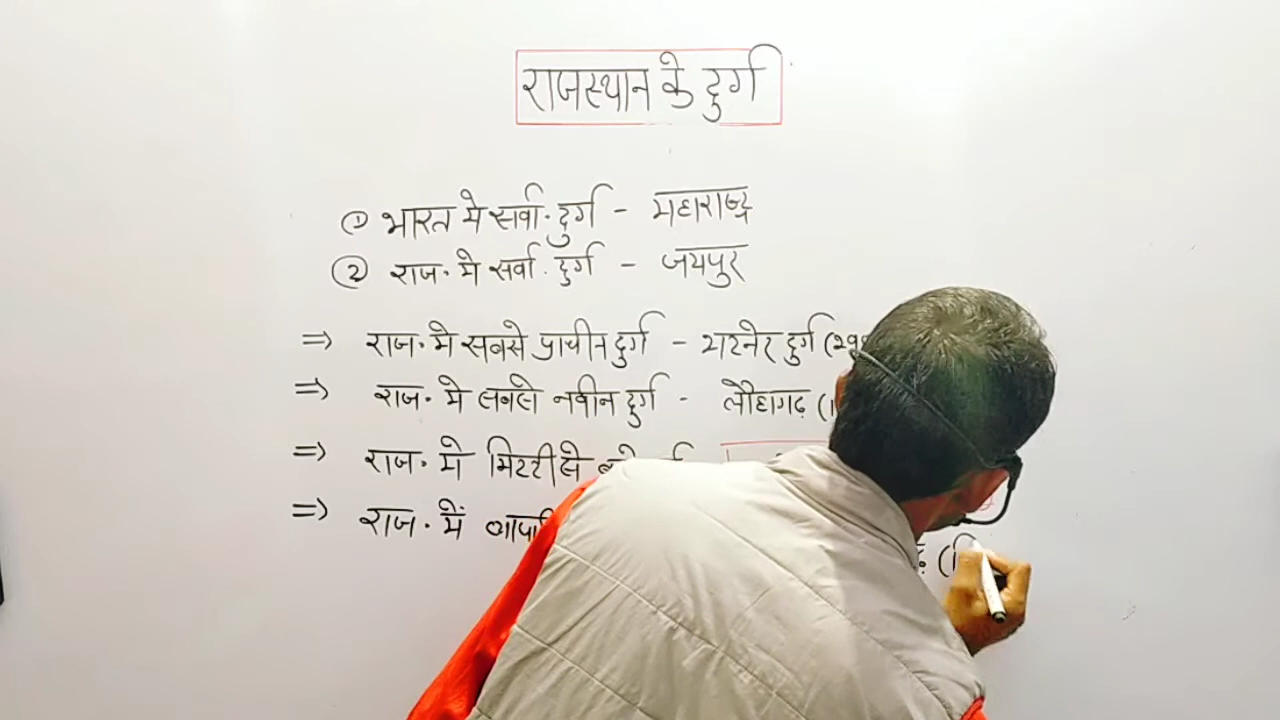 राजस्थान के दुर्ग
① भारत मे सर्वा. दुर्ग - महाराष्ट्र
② राज. मे सर्वा. दुर्ग - जयपुर
⇒ राज. मे सबसे प्राचीन दुर्ग - भटनेर दुर्ग (
⇒ राज. मे सबसे नवीन दुर्ग - लौहागढ़ (
⇒ राज. मे मिट्टी से
⇒ राज. में